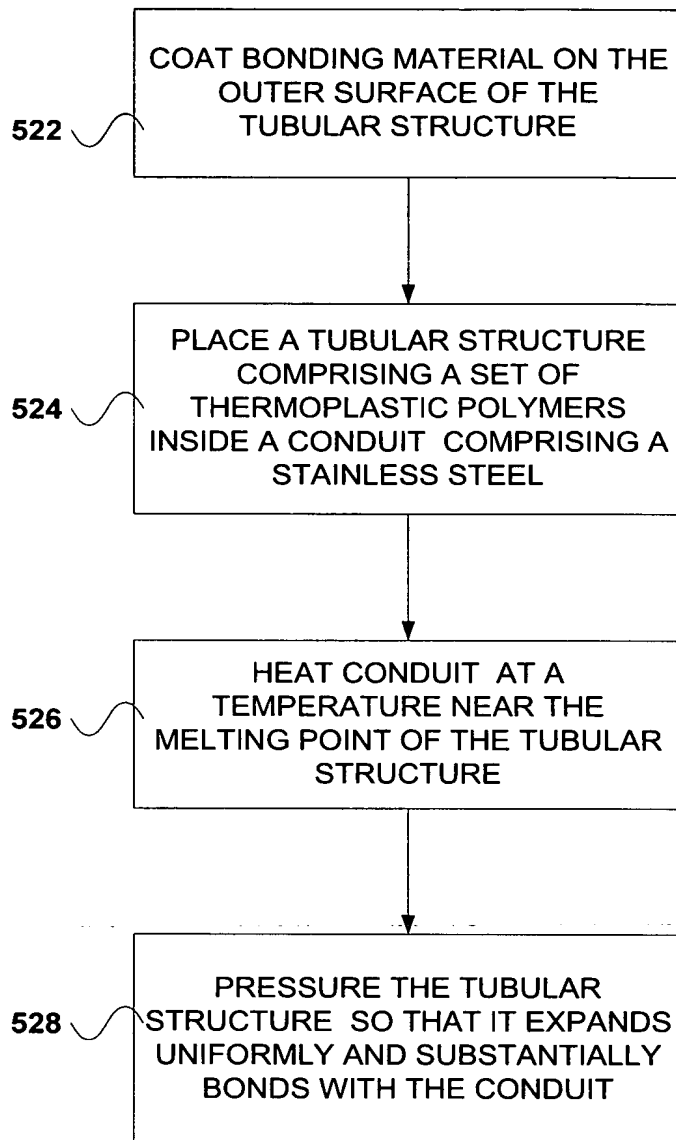 522
COAT BONDING MATERIAL ON THE
OUTER SURFACE OF THE
TUBULAR STRUCTURE
524
PLACE A TUBULAR STRUCTURE
COMPRISING A SET OF
THERMOPLASTIC POLYMERS
INSIDE A CONDUIT COMPRISING A
STAINLESS STEEL
526
HEAT CONDUIT AT A
TEMPERATURE NEAR THE
MELTING POINT OF THE TUBULAR
STRUCTURE
528
PRESSURE THE TUBULAR
STRUCTURE SO THAT IT EXPANDS
UNIFORMLY AND SUBSTANTIALLY
BONDS WITH THE CONDUIT